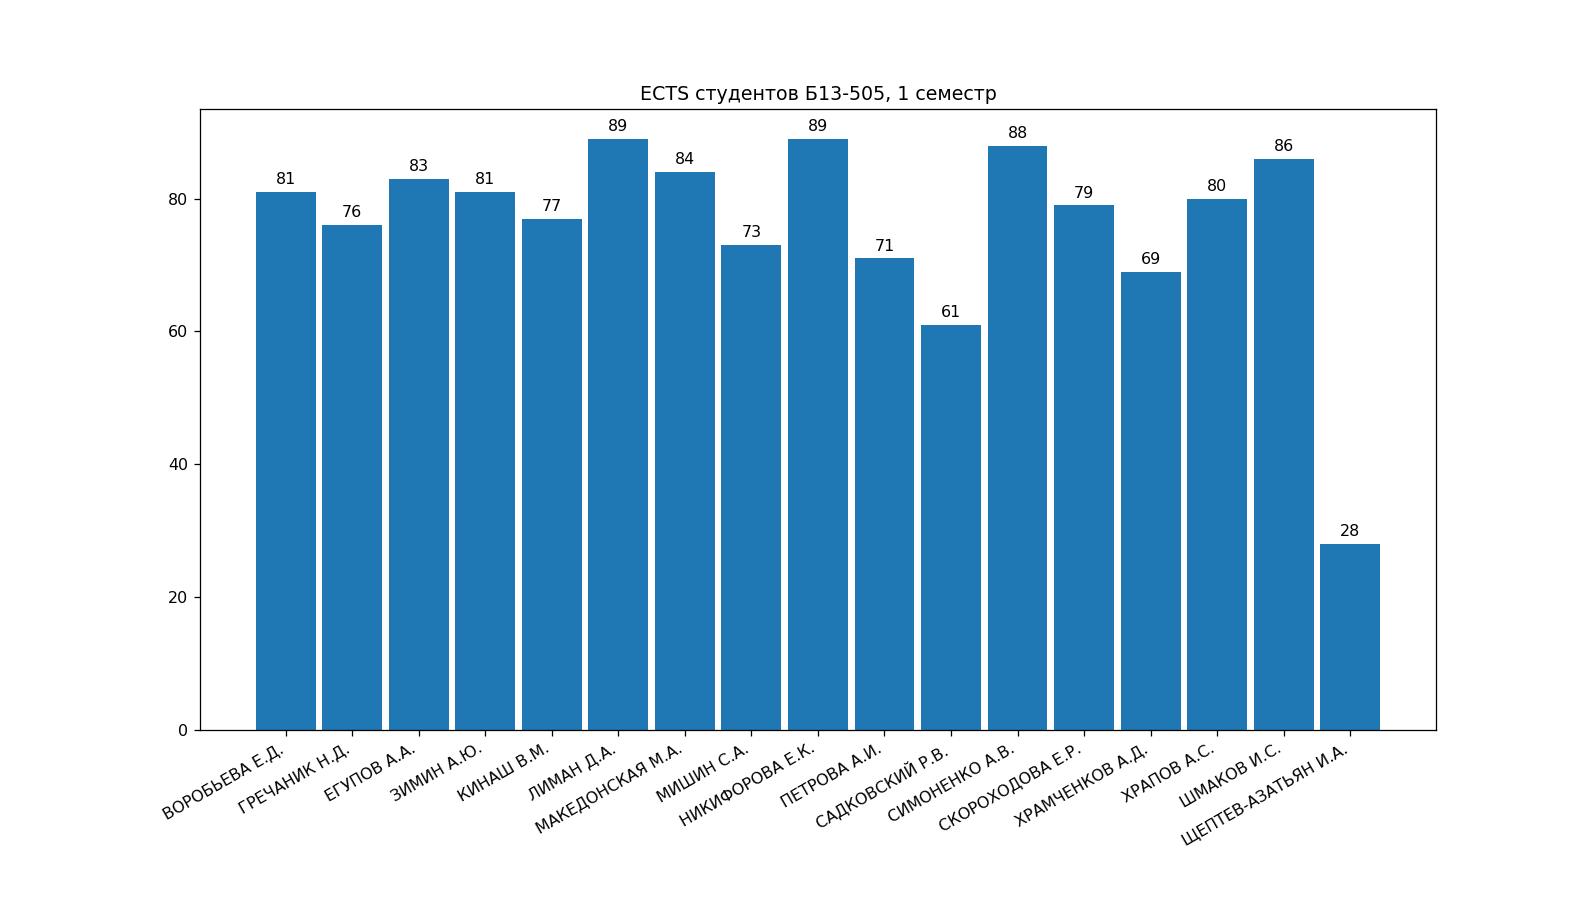 ECTS студентов Б13-505, 1 семестр
81
76
83
81
77
89
84
73
89
71
61
88
79
69
80
86
28
80
60
40
20
0
ВОРОБЬЕВА Е.Д.
ГРЕЧАНИК Н.Д.
ЕГУПОВ А.А.
ЗИМИН А.Ю.
КИНАШ В.М.
ЛИМАН Д.А.
МАКЕДОНСКАЯ М.А.
МИШИН С.А.
НИКИФОРОВА Е.К.
ПЕТРОВА А.И.
САДКОВСКИЙ Р.В.
СИМОНЕНКО А.В.
СКОРОХОДОВА Е.Р.
ХРАМЧЕНКОВ А.Д.
ХРАПОВ А.С.
ШМАКОВ И.С.
ЩЕПТЕВ-АЗАТЬЯН И.А.